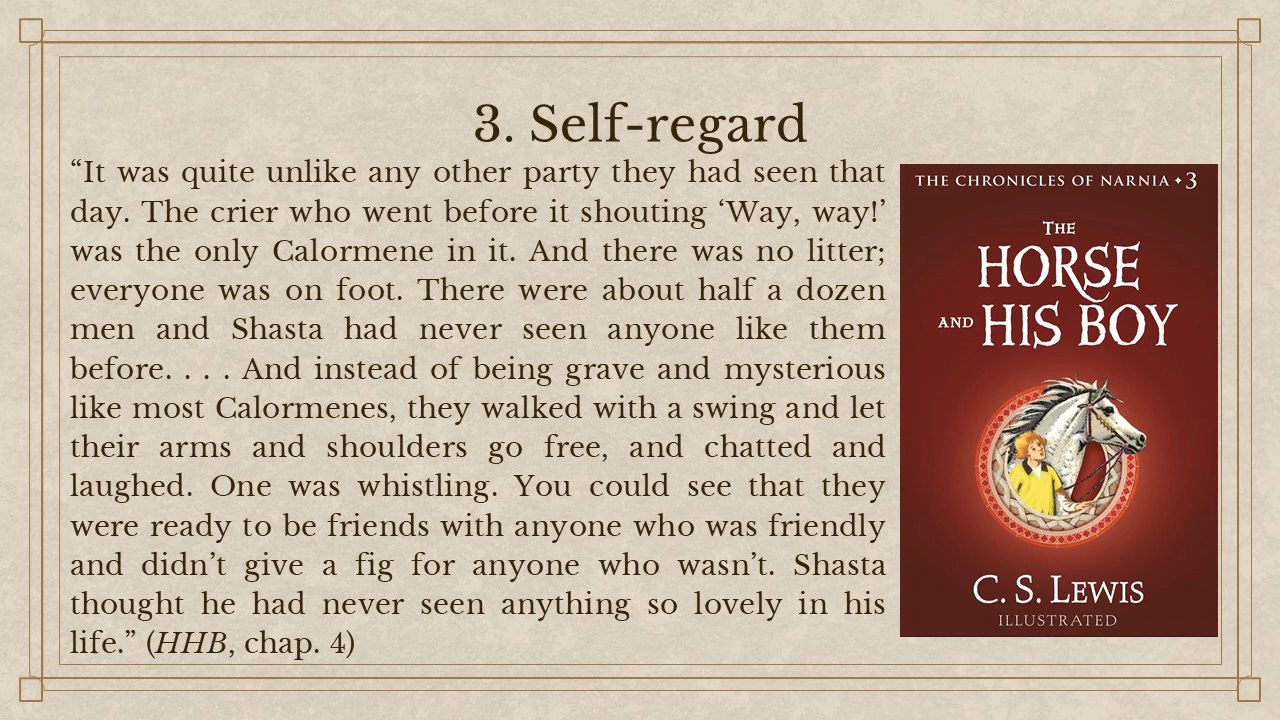 3. Self-regard
“It was quite unlike any other party they had seen that
day. The crier who went before it shouting ‘Way, way!’
was the only Calormene in it. And there was no litter;
everyone was on foot. There were about half a dozen
men and Shasta had never seen anyone like them
before. . . . And instead of being grave and mysterious
like most Calormenes, they walked with a swing and let
their arms and shoulders go free, and chatted and
laughed. One was whistling. You could see that they
were ready to be friends with anyone who was friendly
and didn’t give a fig for anyone who wasn’t. Shasta
thought he had never seen anything so lovely in his
life.” (HHB, chap. 4)
THE CHRONICLES OF NARNIA ✦ 3
THE
HORSE
AND HIS BOY
C. S. LEWIS
ILLUSTRATED